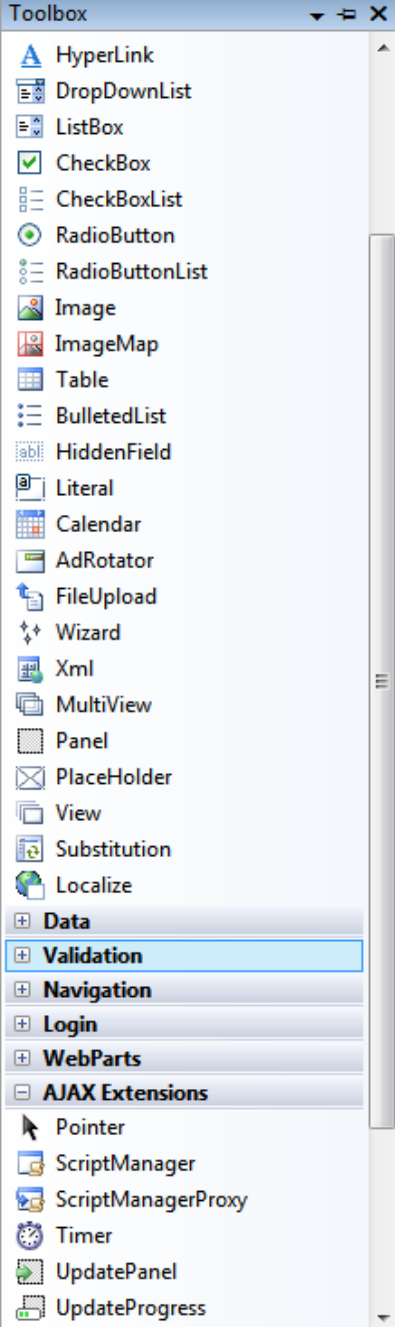 Toolbox
HyperLink
DropDownList
ListBox
CheckBox
CheckBoxList
RadioButton
RadioButtonList
Image
ImageMap
Table
BulletedList
HiddenField
Literal
Calendar
AdRotator
FileUpload
Wizard
Xml
MultiView
Panel
PlaceHolder
View
Substitution
Localize
Data
Validation
Navigation
Login
WebParts
AJAX Extensions
Pointer
ScriptManager
ScriptManagerProxy
Timer
UpdatePanel
UpdateProgress